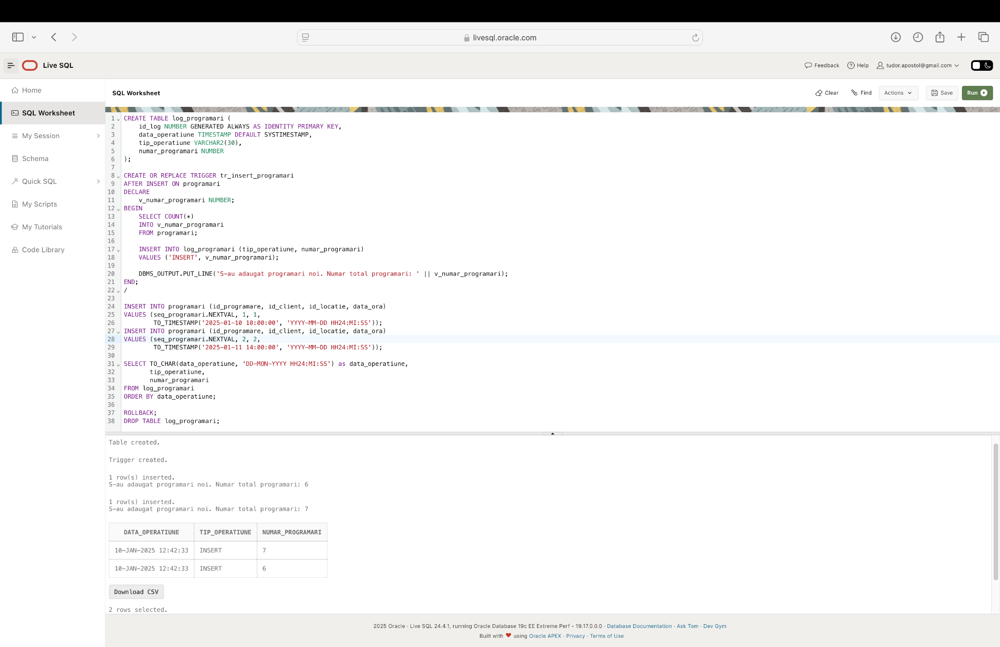 livesql.oracle.com
Live SQL
Feedback
Help
tudor.apostol@gmail.com
Home
SQL Worksheet
My Session
Schema
Quick SQL
My Scripts
My Tutorials
Code Library
SQL Worksheet
Clear
Find
Actions
Save
Run
1 CREATE TABLE log_programari (
2     id_log NUMBER GENERATED ALWAYS AS IDENTITY PRIMARY KEY,
3     data_operatiune TIMESTAMP DEFAULT SYSTIMESTAMP,
4     tip_operatiune VARCHAR2(30),
5     numar_programari NUMBER
6 );
7
8 CREATE OR REPLACE TRIGGER tr_insert_programari
9 AFTER INSERT ON programari
10 DECLARE
11     v_numar_programari NUMBER;
12 BEGIN
13     SELECT COUNT(*)
14     INTO v_numar_programari
15     FROM programari;
16
17     INSERT INTO log_programari (tip_operatiune, numar_programari)
18     VALUES ('INSERT', v_numar_programari);
19
20     DBMS_OUTPUT.PUT_LINE('S-au adaugat programari noi. Numar total programari: ' || v_numar_programari);
21 END;
22 /
23
24 INSERT INTO programari (id_programare, id_client, id_locatie, data_ora)
25 VALUES (seq_programari.NEXTVAL, 1, 1,
26         TO_TIMESTAMP('2025-01-10 10:00:00', 'YYYY-MM-DD HH24:MI:SS'));
27 INSERT INTO programari (id_programare, id_client, id_locatie, data_ora)
28 VALUES (seq_programari.NEXTVAL, 2, 2,
29         TO_TIMESTAMP('2025-01-11 14:00:00', 'YYYY-MM-DD HH24:MI:SS'));
30
31 SELECT TO_CHAR(data_operatiune, 'DD-MON-YYYY HH24:MI:SS') as data_operatiune,
32        tip_operatiune,
33        numar_programari
34 FROM log_programari
35 ORDER BY data_operatiune;
36
37 ROLLBACK;
38 DROP TABLE log_programari;
Table created.
Trigger created.
1 row(s) inserted.
S-au adaugat programari noi. Numar total programari: 6
1 row(s) inserted.
S-au adaugat programari noi. Numar total programari: 7
DATA_OPERATIUNE TIP_OPERATIUNE NUMAR_PROGRAMARI
10-JAN-2025 12:42:33 INSERT 7
10-JAN-2025 12:42:33 INSERT 6
Download CSV
2 rows selected.
2025 Oracle · Live SQL 24.4.1, running Oracle Database 19c EE Extreme Perf - 19.17.0.0.0 · Database Documentation · Ask Tom · Dev Gym
Built with ❤ using Oracle APEX · Privacy · Terms of Use